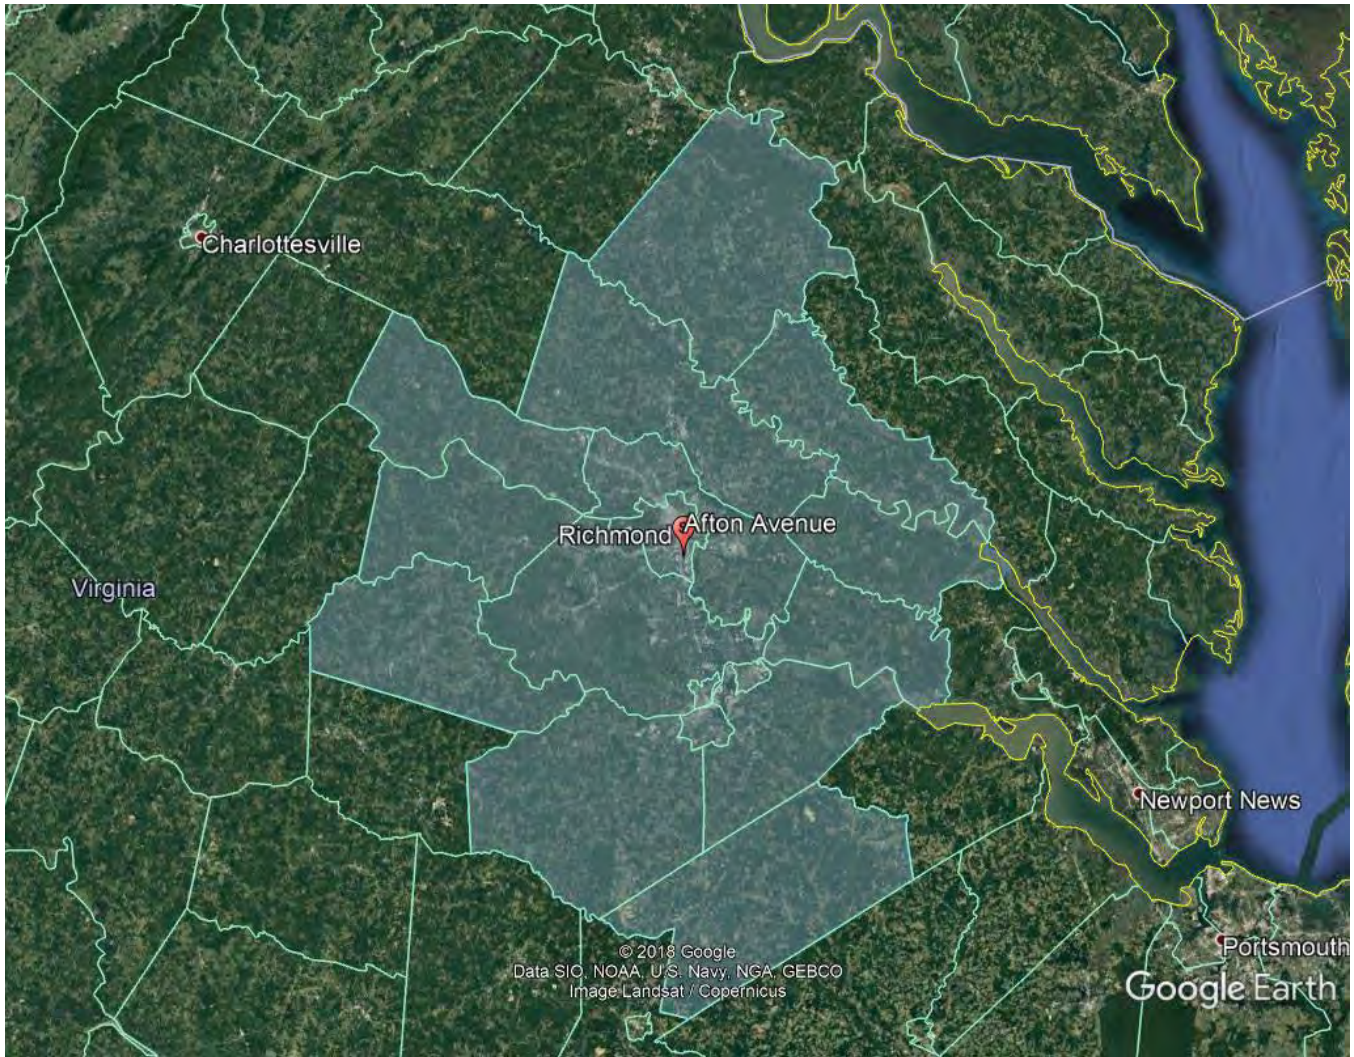 Charlottesville
Richmond
Afton Avenue
Virginia
Newport News
Portsmouth
© 2018 Google
Data SIO, NOAA, U.S. Navy, NGA, GEBCO
Image Landsat / Copernicus
Google Earth